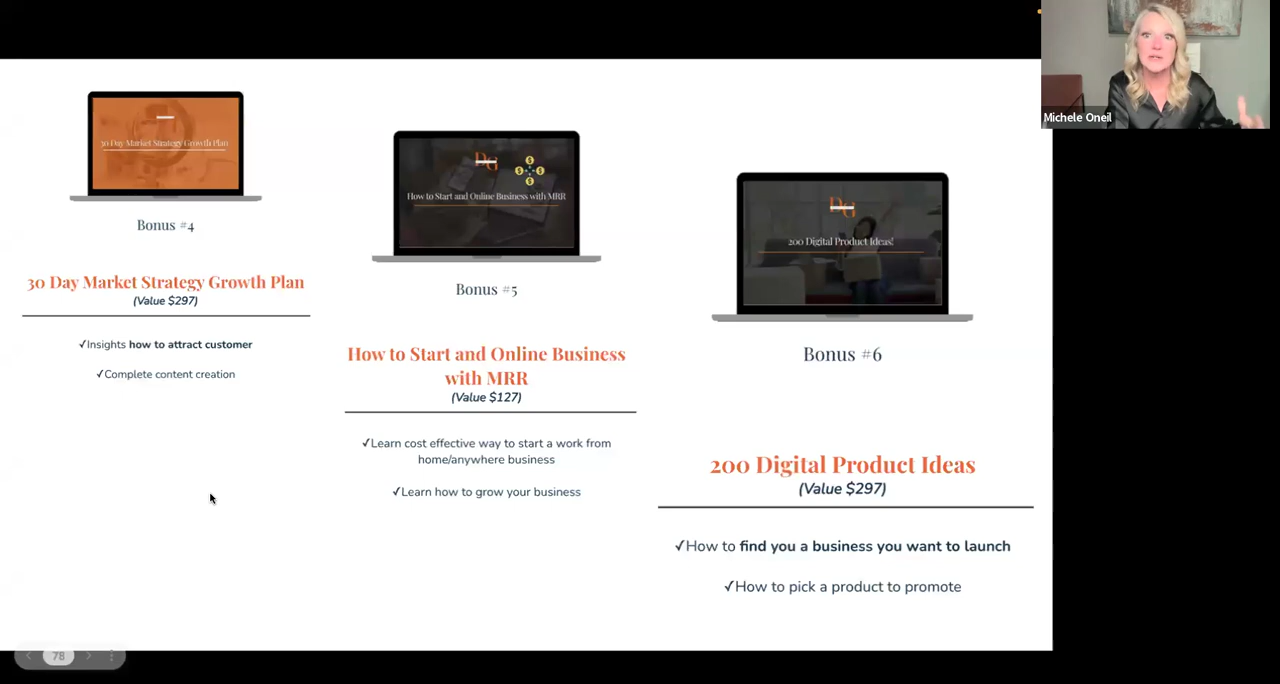 Michele Oneil
30 Day Market Strategy Growth Plan
Bonus #4
30 Day Market Strategy Growth Plan
(Value $297)
✓Insights how to attract customer
✓Complete content creation
DG
How to Start and Online Business with MRR
Bonus #5
How to Start and Online Business
with MRR
(Value $127)
✓Learn cost effective way to start a work from
home/anywhere business
✓Learn how to grow your business
DG
200 Digital Product Ideas!
Bonus #6
200 Digital Product Ideas
(Value $297)
✓How to find you a business you want to launch
✓How to pick a product to promote
78